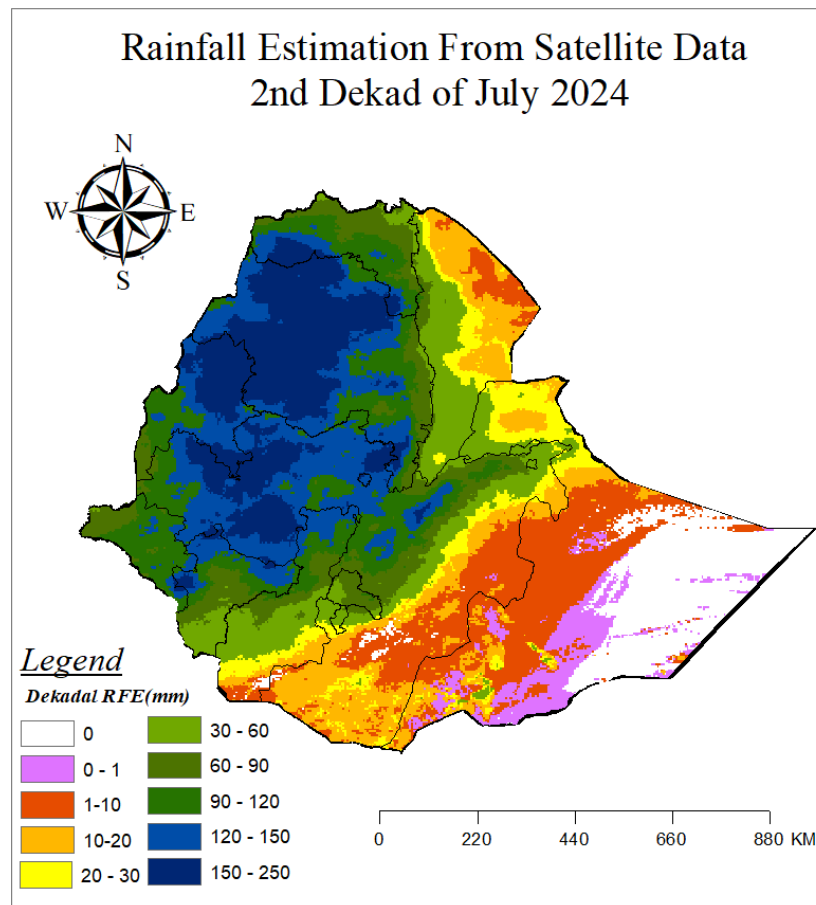 Rainfall Estimation From Satellite Data
2nd Dekad of July 2024
N
W
E
S
Legend
Dekadal RFE(mm)
0
0 - 1
1-10
10-20
20 - 30
30 - 60
60 - 90
90 - 120
120 - 150
150 - 250
0 220 440 660 880 KM